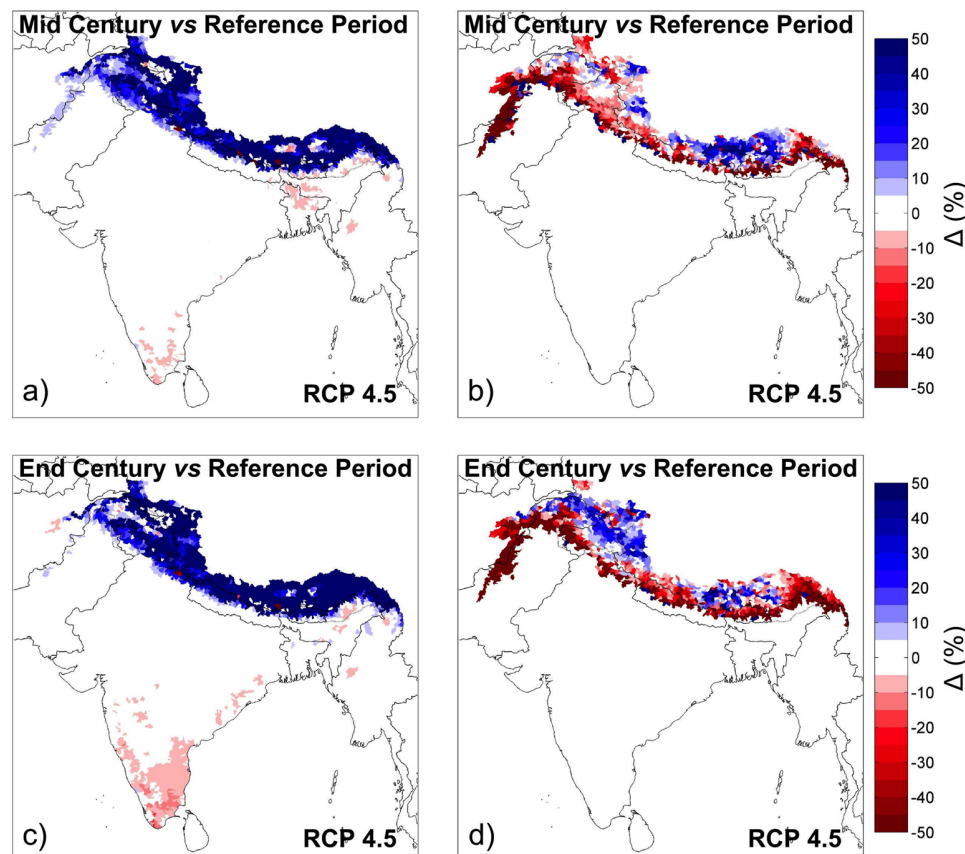 Mid Century vs Reference Period
a)
RCP 4.5
Mid Century vs Reference Period
b)
RCP 4.5
50
40
30
20
10
0
-10
-20
-30
-40
-50
Δ (%)
End Century vs Reference Period
c)
RCP 4.5
End Century vs Reference Period
d)
RCP 4.5
50
40
30
20
10
0
-10
-20
-30
-40
-50
Δ (%)